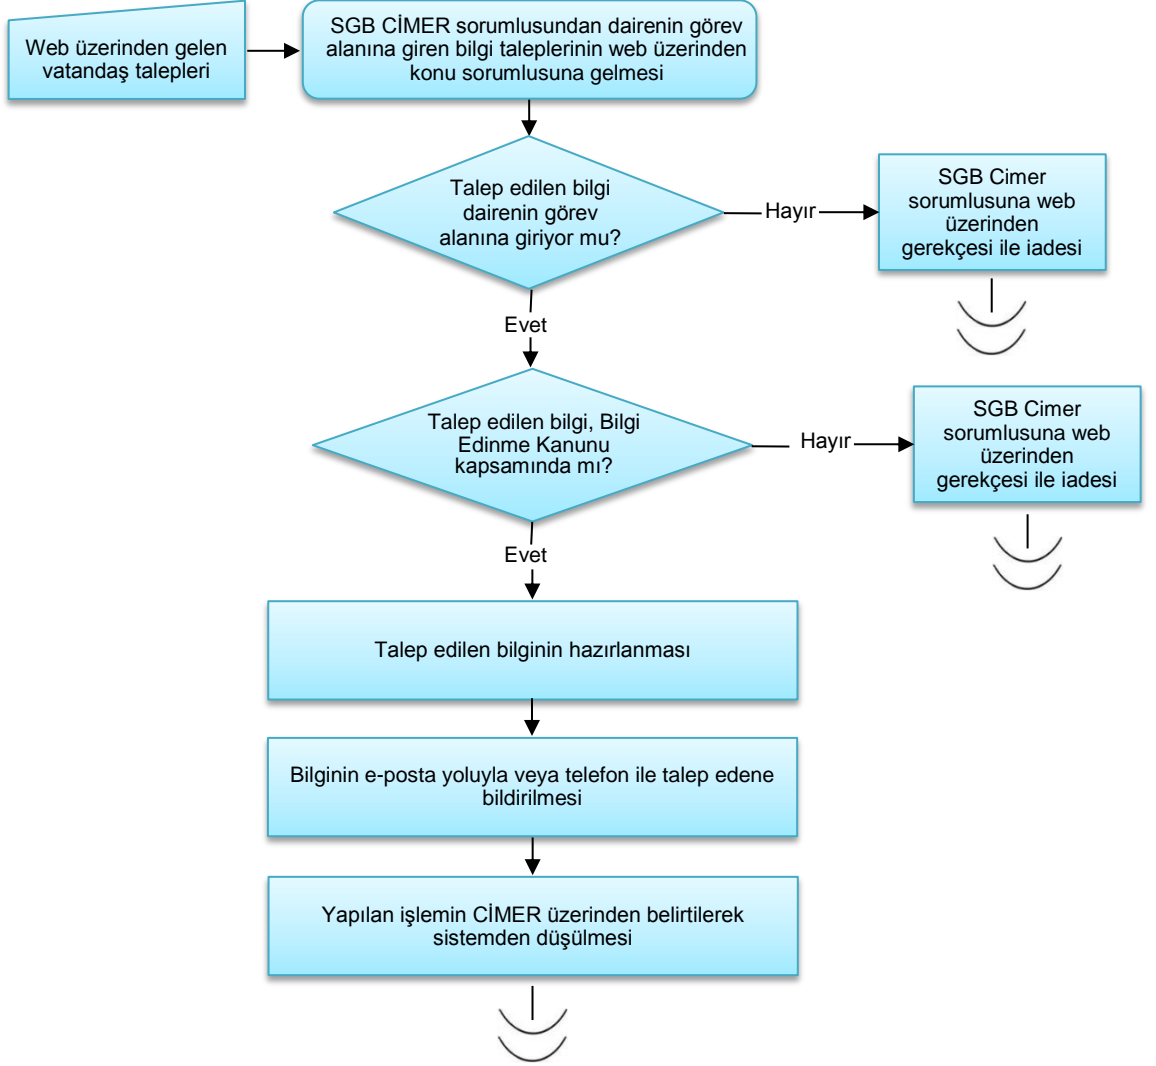 Web üzerinden gelen
vatandaş talepleri
SGB CİMER sorumlusundan dairenin görev
alanına giren bilgi taleplerinin web üzerinden
konu sorumlusuna gelmesi
Talep edilen bilgi
dairenin görev
alanına giriyor mu?
Hayır
SGB Cimer
sorumlusuna web
üzerinden
gerekçesi ile iadesi
Evet
Talep edilen bilgi, Bilgi
Edinme Kanunu
kapsamında mı?
Hayır
SGB Cimer
sorumlusuna web
üzerinden
gerekçesi ile iadesi
Evet
Talep edilen bilginin hazırlanması
Bilginin e-posta yoluyla veya telefon ile talep edene
bildirilmesi
Yapılan işlemin CİMER üzerinden belirtilerek
sistemden düşülmesi